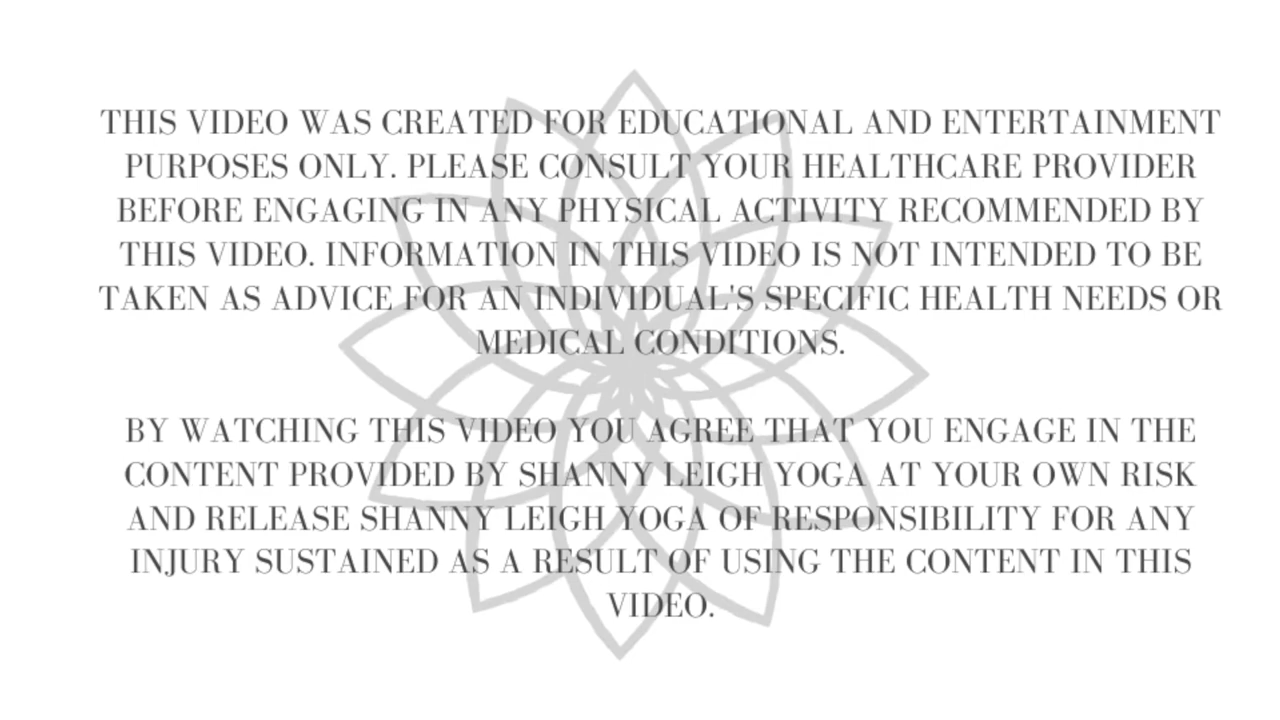 THIS VIDEO WAS CREATED FOR EDUCATIONAL AND ENTERTAINMENT
PURPOSES ONLY. PLEASE CONSULT YOUR HEALTHCARE PROVIDER
BEFORE ENGAGING IN ANY PHYSICAL ACTIVITY RECOMMENDED BY
THIS VIDEO. INFORMATION IN THIS VIDEO IS NOT INTENDED TO BE
TAKEN AS ADVICE FOR AN INDIVIDUAL'S SPECIFIC HEALTH NEEDS OR
MEDICAL CONDITIONS.
BY WATCHING THIS VIDEO YOU AGREE THAT YOU ENGAGE IN THE
CONTENT PROVIDED BY SHANNY LEIGH YOGA AT YOUR OWN RISK
AND RELEASE SHANNY LEIGH YOGA OF RESPONSIBILITY FOR ANY
INJURY SUSTAINED AS A RESULT OF USING THE CONTENT IN THIS
VIDEO.